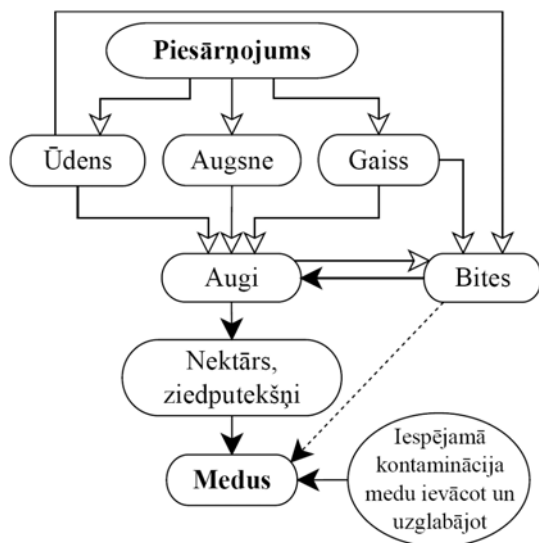 Piesārņojums
Ūdens
Augsne
Gaiss
Augi
Bites
Nektārs,
ziedputekšņi
Medus
Iespējamā
kontaminācija
medu ievācot un
uzglabājot